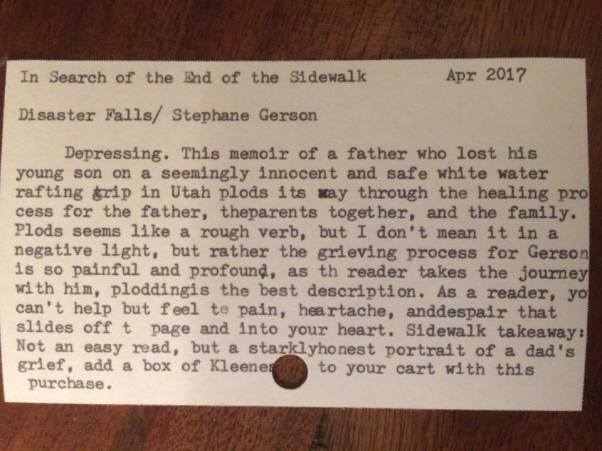 In Search of the End of the Sidewalk Apr 2017
Disaster Falls/ Stephane Gerson
Depressing. This memoir of a father who lost his
young son on a seemingly innocent and safe white water
rafting trip in Utah plods its way through the healing pro
cess for the father, theparents together, and the family.
Plods seems like a rough verb, but I don't mean it in a
negative light, but rather the grieving process for Gerson
is so painful and profound, as th reader takes the journey
with him, ploddingis the best description. As a reader, yo
can't help but feel te pain, heartache, anddespair that
slides off t page and into your heart. Sidewalk takeaway:
Not an easy read, but a starklyhonest portrait of a dad's
grief, add a box of Kleene to your cart with this
purchase.